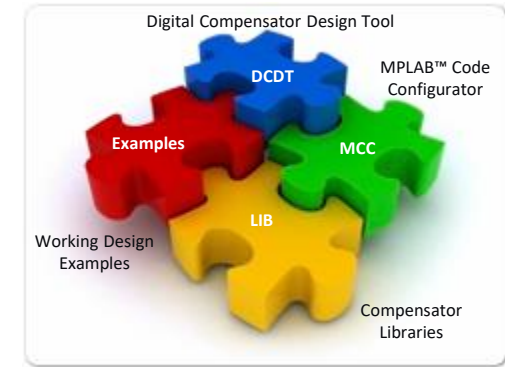 Digital Compensator Design Tool
DCDT
MPLAB™ Code
Configurator
Examples
MCC
LIB
Working Design
Examples
Compensator
Libraries